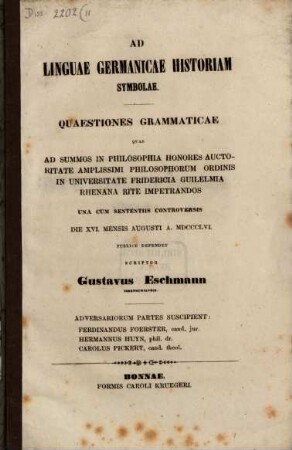 Diss 2202(11
AD
LINGUAE GERMANICAE HISTORIAM
SYMBOLAE.
QUAESTIONES GRAMMATICAE
QUAS
AD SUMMOS IN PHILOSOPHIA HONORES AUCTO-
RITATE AMPLISSIMI PHILOSOPHORUM ORDINIS
IN UNIVERSITATE FRIDERICIA GUILELMIA
RHENANA RITE IMPETRANDOS
UNA CUM SENTENTIIS CONTROVERSIS
DIE XVI. MENSIS AUGUSTI A. MDCCCLVI.
PUBLICE DEFENDET
SCRIPTOR
Gustavus Eschmann
ADVERSARIORUM PARTES SUSCIPIENT:
FERDINANDUS FOERSTER, cand. jur.
HERMANNUS HUYN, phil. dr.
CAROLUS PICKERT, cand. theol.
BONNAE.
FORMIS CAROLI KRUEGERI.